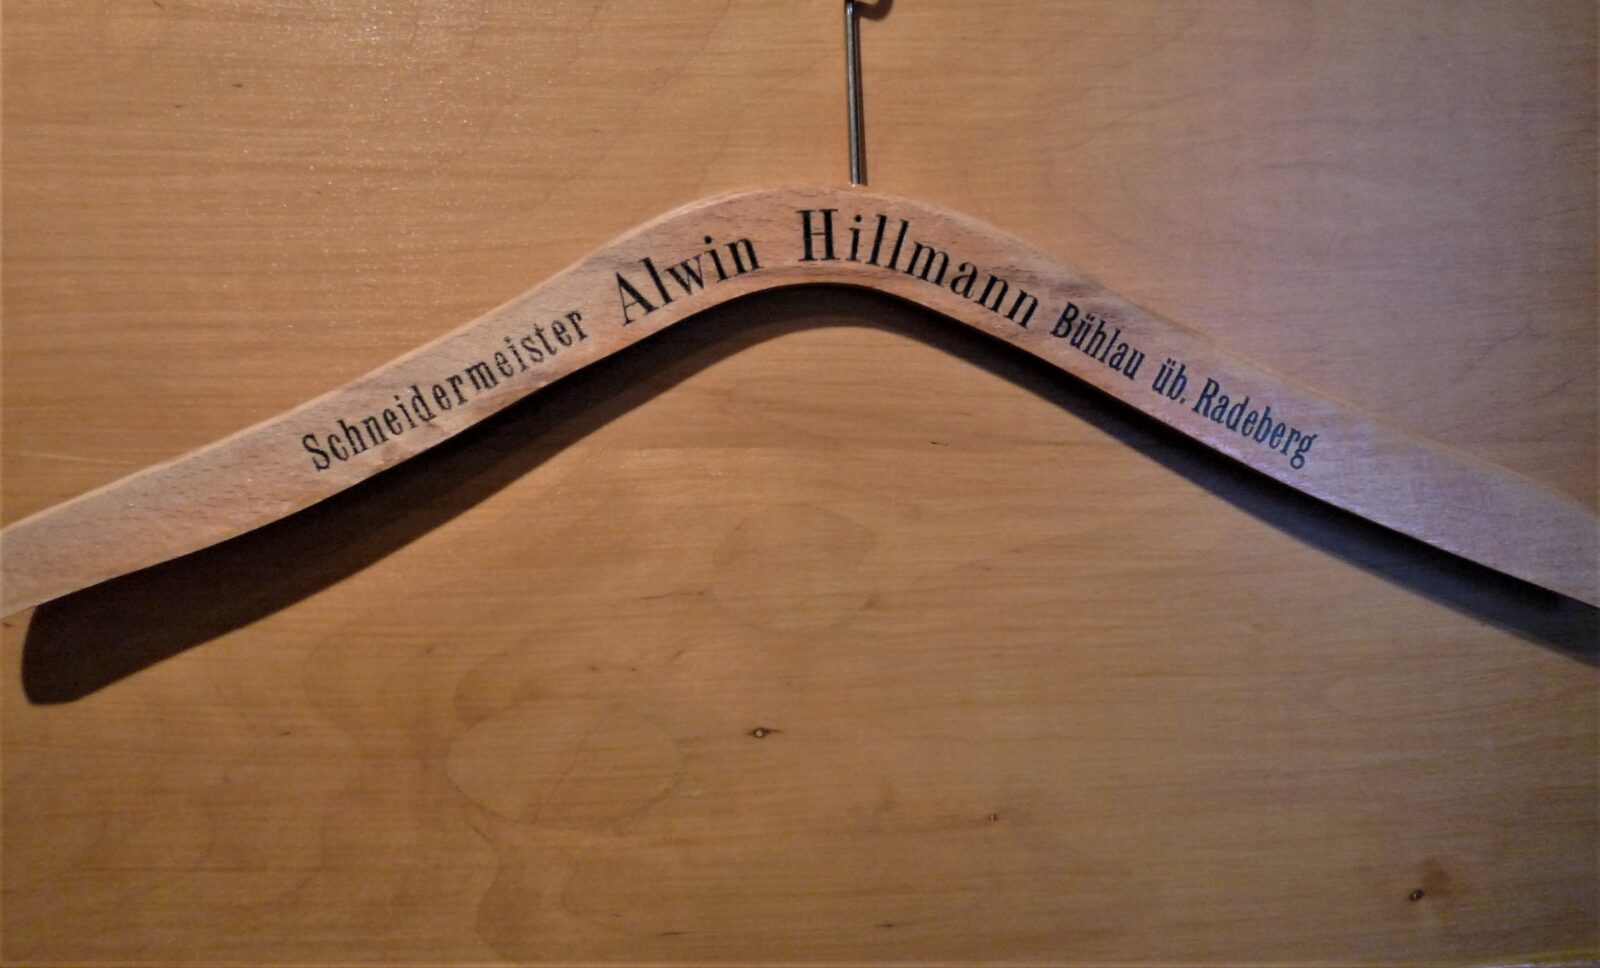 Schneidermeister Alwin Hillmann Bühlau üb. Radeberg